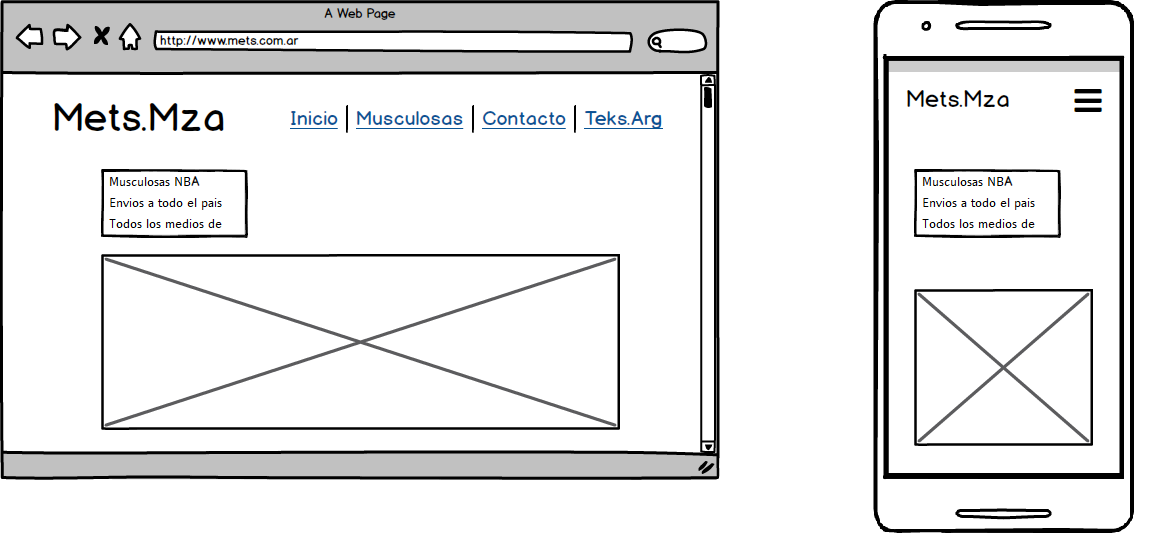 A Web Page
http://www.mets.com.ar
Mets.Mza
Inicio | Musculosas | Contacto | Teks.Arg
Musculosas NBA
Envios a todo el pais
Todos los medios de
Mets.Mza
Musculosas NBA
Envios a todo el pais
Todos los medios de